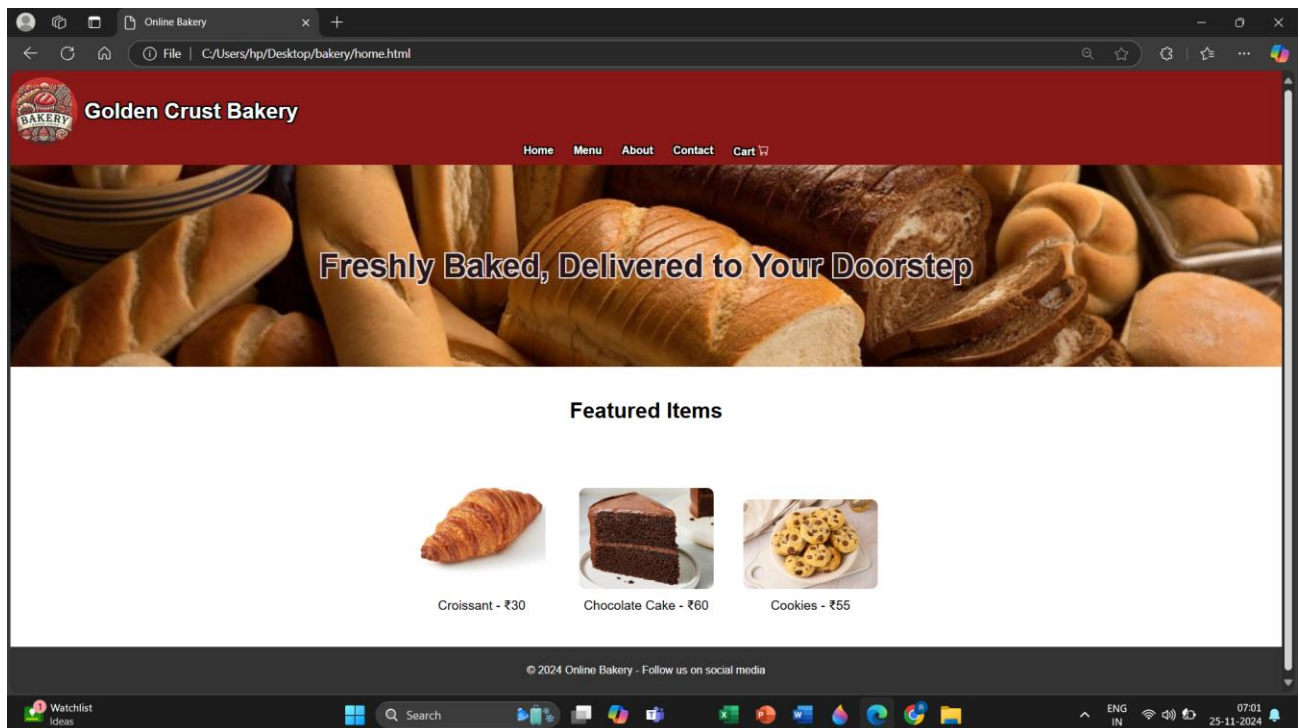 Online Bakery
File | C:/Users/hp/Desktop/bakery/home.html
BAKERY
Golden Crust Bakery
Home Menu About Contact Cart
Freshly Baked, Delivered to Your Doorstep
Featured Items
Croissant - ₹30 Chocolate Cake - ₹60 Cookies - ₹55
© 2024 Online Bakery - Follow us on social media
1 Watchlist
Ideas
Search
ENG
IN
07:01
25-11-2024